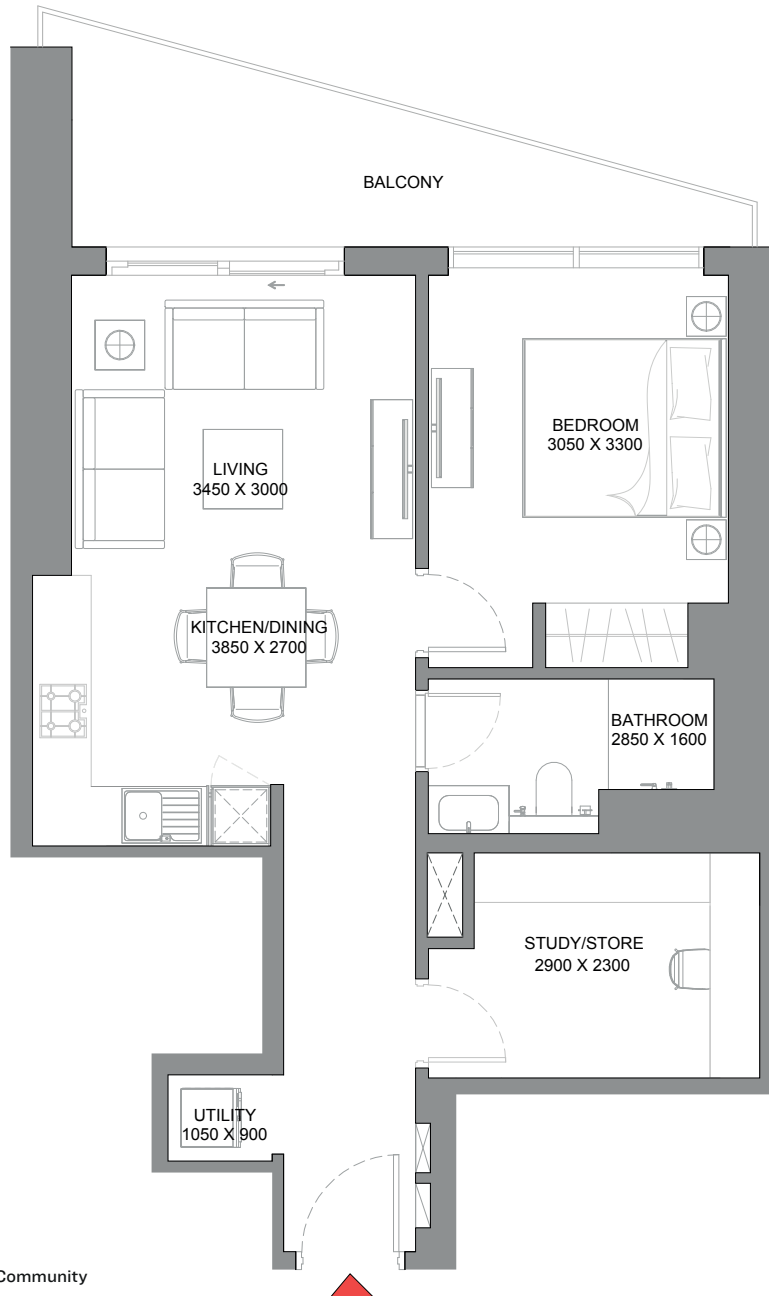 BALCONY
BEDROOM
3050 X 3300
LIVING
3450 X 3000
KITCHEN/DINING
3850 X 2700
BATHROOM
2850 X 1600
STUDY/STORE
2900 X 2300
UTILITY
1050 X 900
Community